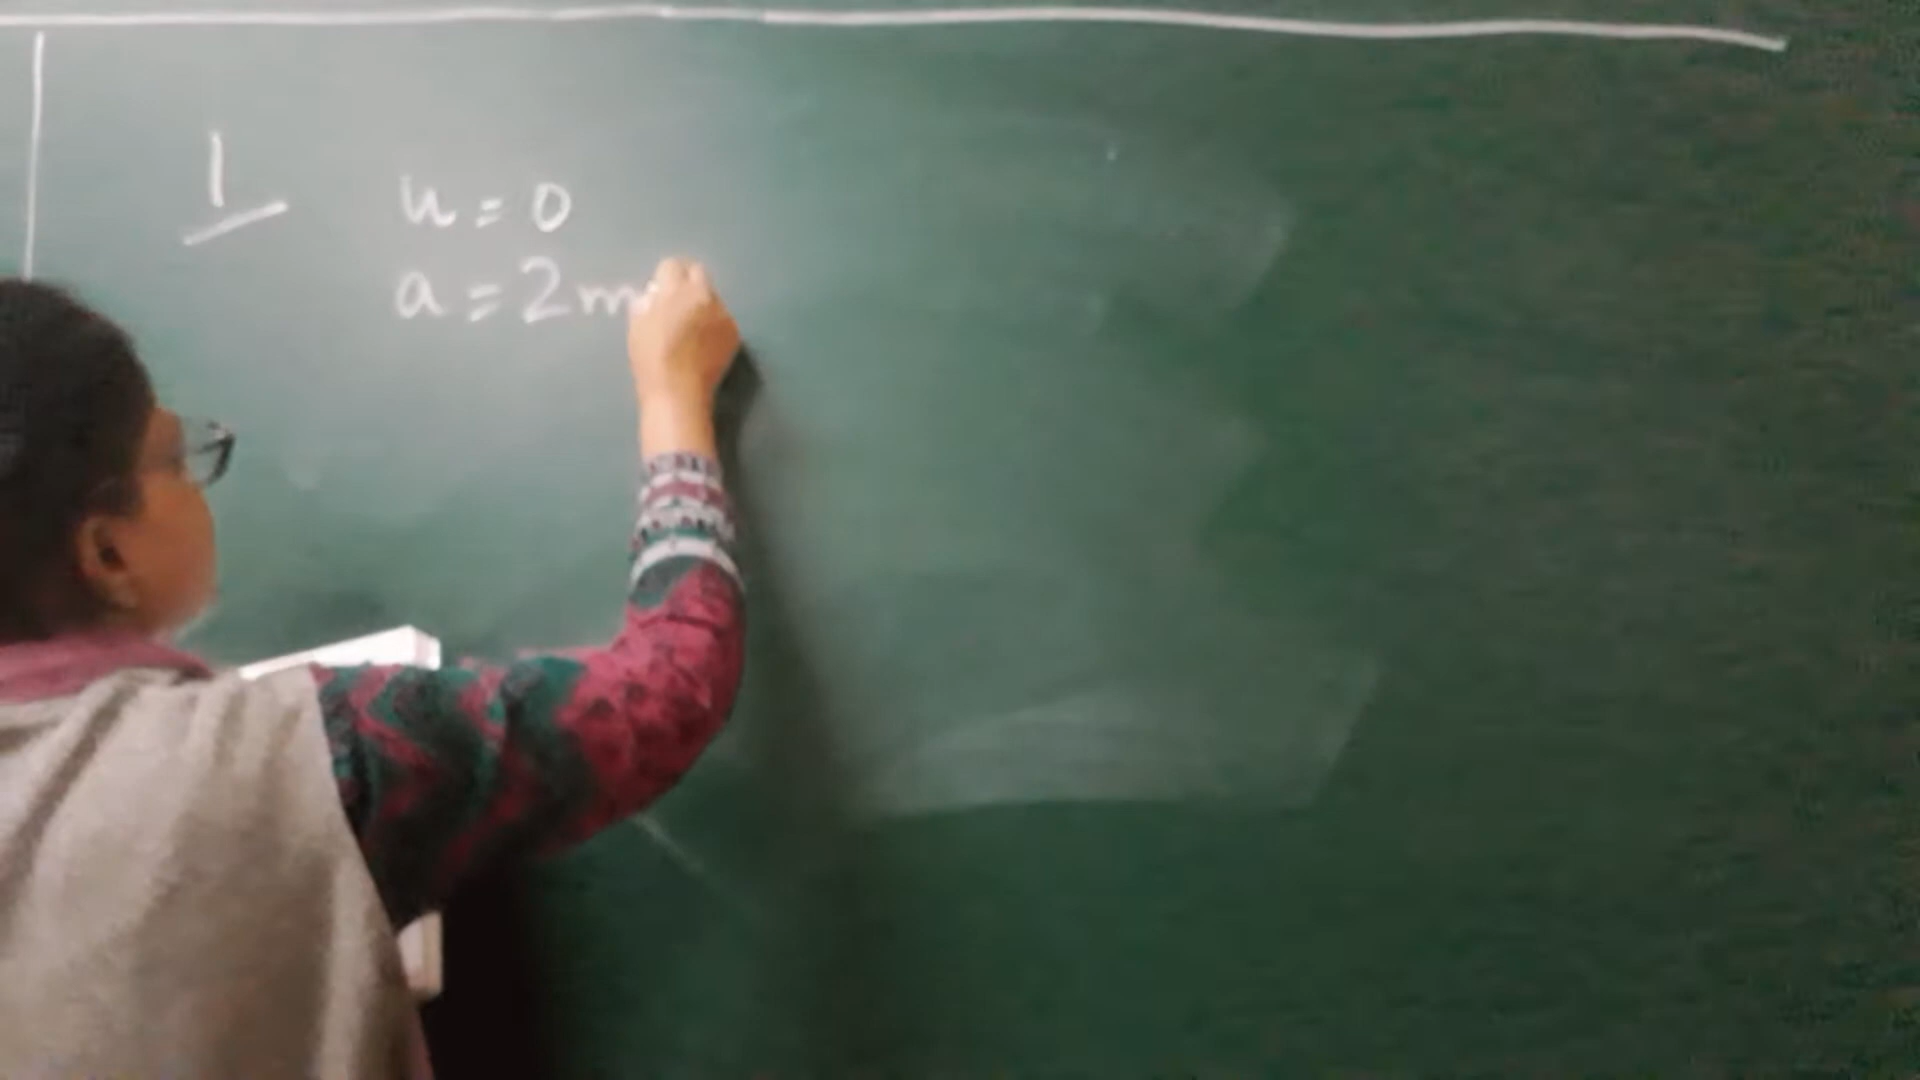 1
u = 0
a = 2m